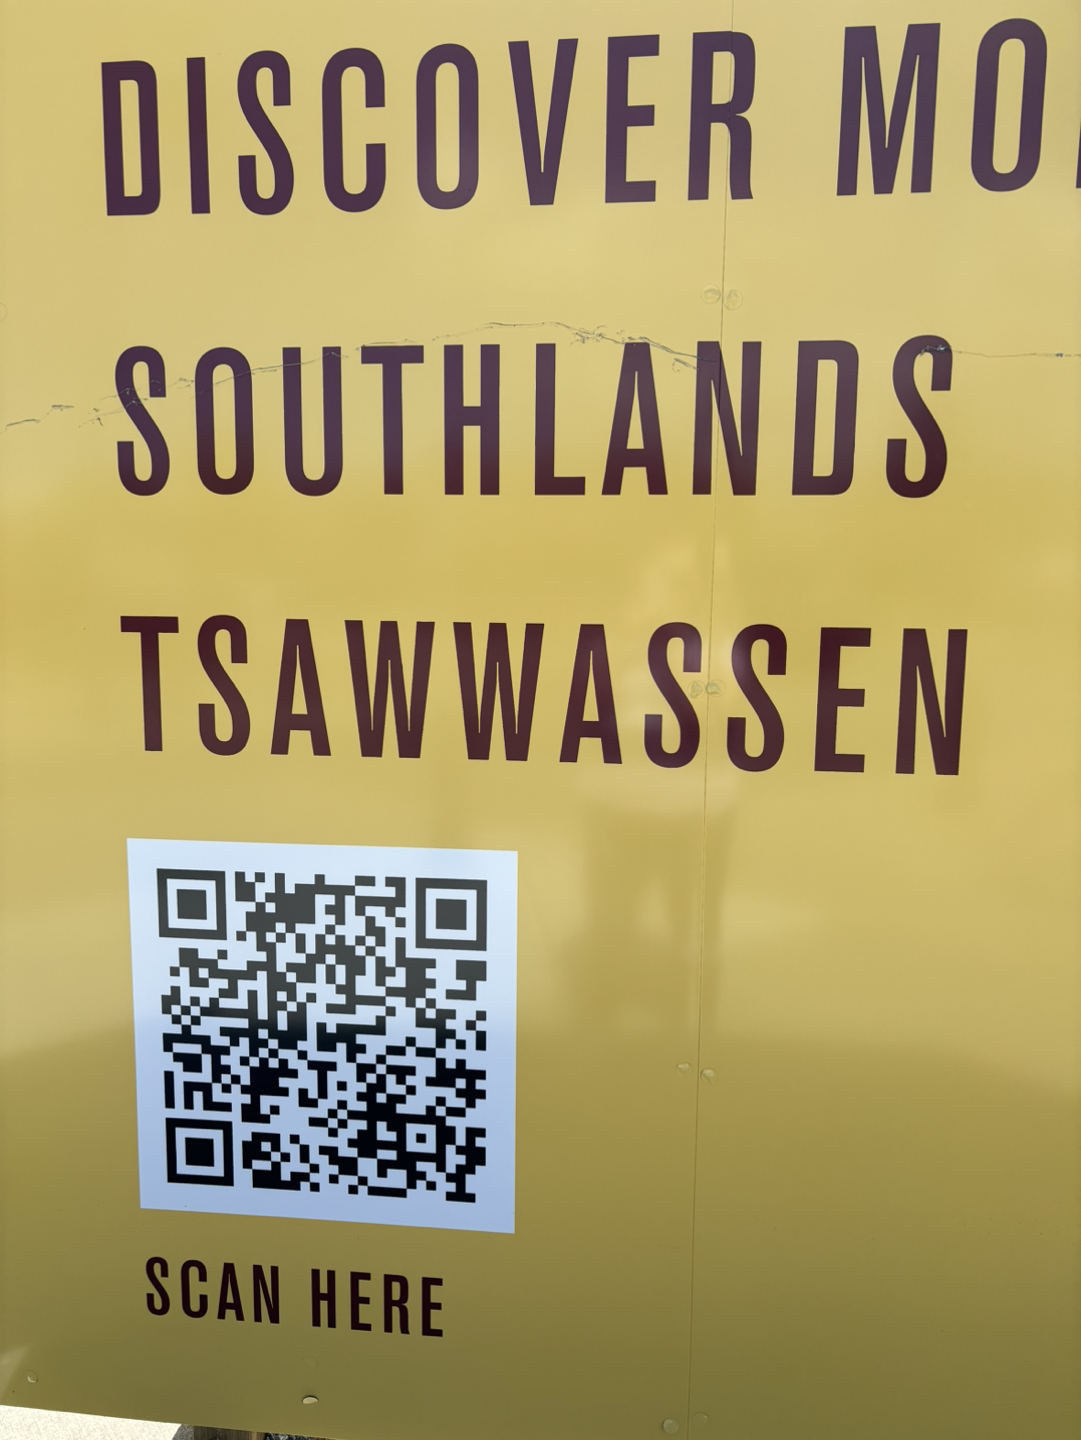 DISCOVER MO
SOUTHLANDS
TSAWWASSEN
SCAN HERE